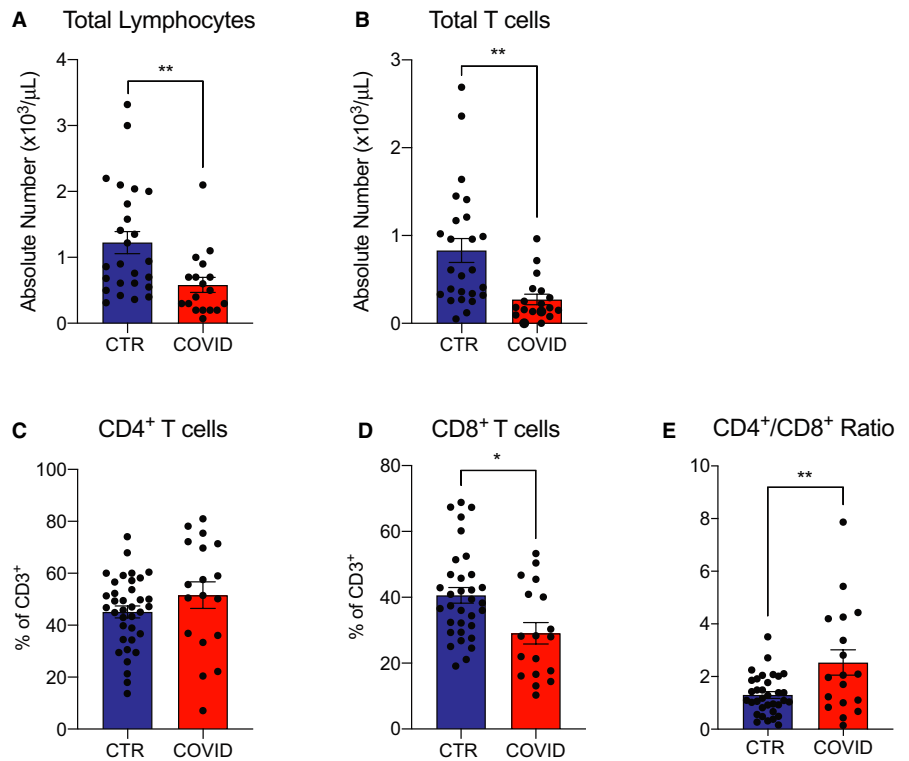 A Total Lymphocytes
Absolute Number (x10³/µL)
4
3
2
1
0
**
CTR COVID
B Total T cells
Absolute Number (x10³/µL)
3
2
1
0
**
CTR COVID
C CD4⁺ T cells
% of CD3⁺
100
80
60
40
20
0
CTR COVID
D CD8⁺ T cells
% of CD3⁺
80
60
40
20
0
*
CTR COVID
E CD4⁺/CD8⁺ Ratio
10
8
6
4
2
0
**
CTR COVID